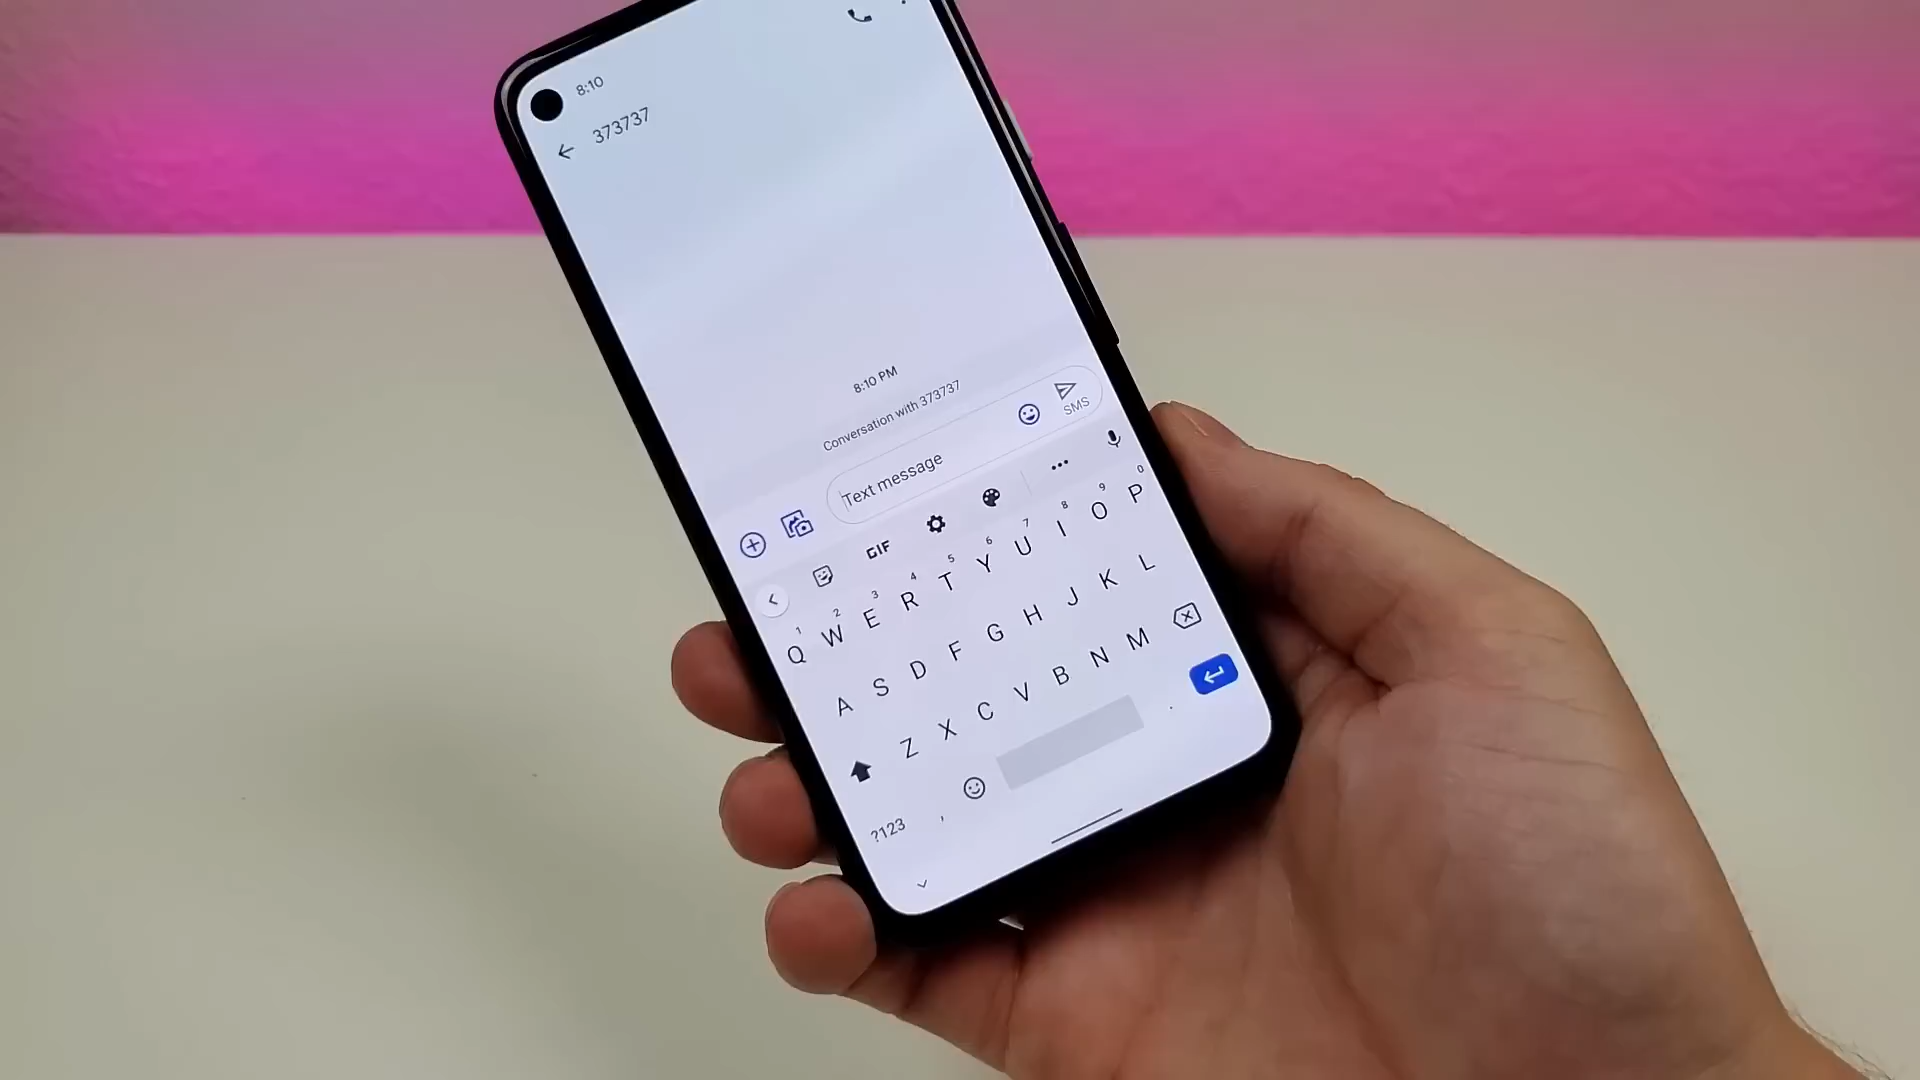 8:10
373737
8:10 PM
Conversation with 373737
Text message
SMS
GIF
1 2 3 4 5 6 7 8 9 0
Q W E R T Y U I O P
A S D F G H J K L
Z X C V B N M
?123 , .